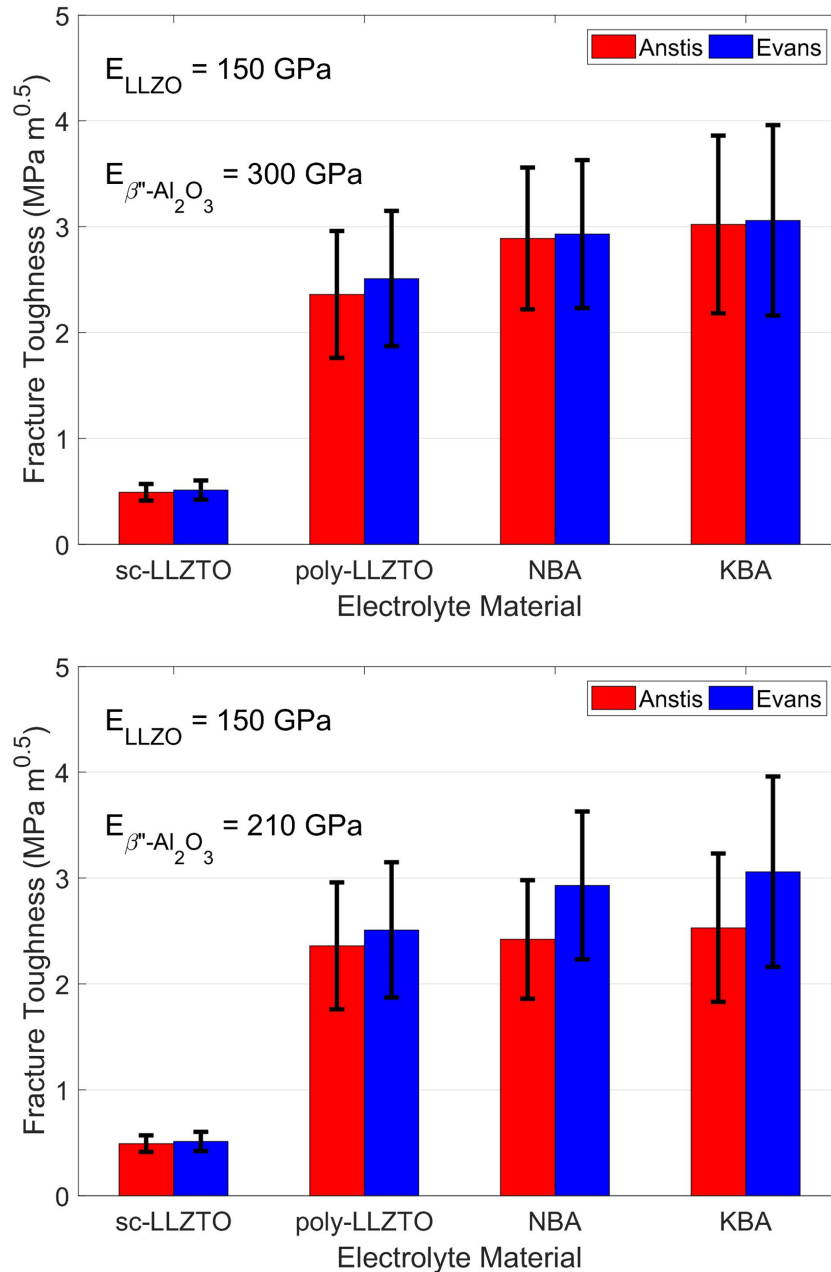 5
Anstis Evans
E_LLZO = 150 GPa
4
E_β"-Al₂O₃ = 300 GPa
3
2
1
0
Fracture Toughness (MPa m^0.5)
sc-LLZTO poly-LLZTO NBA KBA
Electrolyte Material
5
Anstis Evans
E_LLZO = 150 GPa
4
E_β"-Al₂O₃ = 210 GPa
3
2
1
0
Fracture Toughness (MPa m^0.5)
sc-LLZTO poly-LLZTO NBA KBA
Electrolyte Material